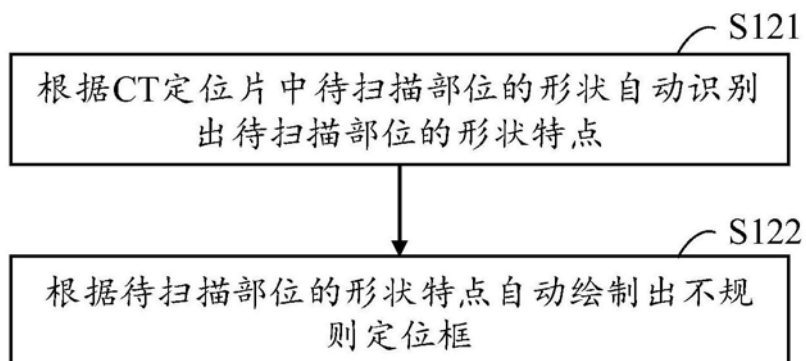 S121
根据CT定位片中待扫描部位的形状自动识别
出待扫描部位的形状特点
S122
根据待扫描部位的形状特点自动绘制出不规
则定位框